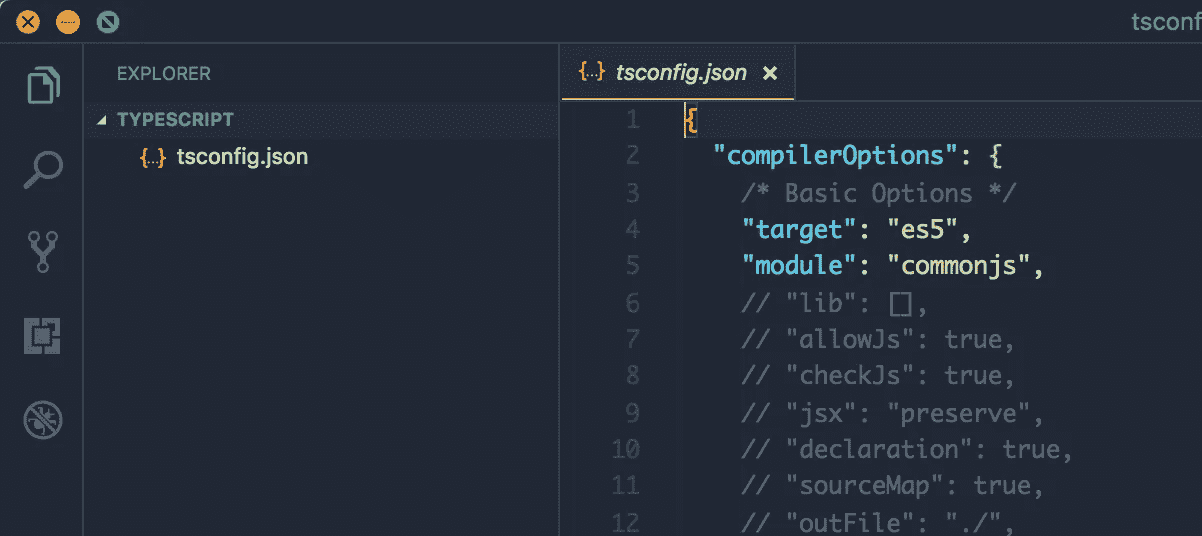 tsconf
EXPLORER
TYPESCRIPT
{..} tsconfig.json
{..} tsconfig.json ×
1 {
2 "compilerOptions": {
3 /* Basic Options */
4 "target": "es5",
5 "module": "commonjs",
6 // "lib": [],
7 // "allowJs": true,
8 // "checkJs": true,
9 // "jsx": "preserve",
10 // "declaration": true,
11 // "sourceMap": true,
12 // "outFile": "./",